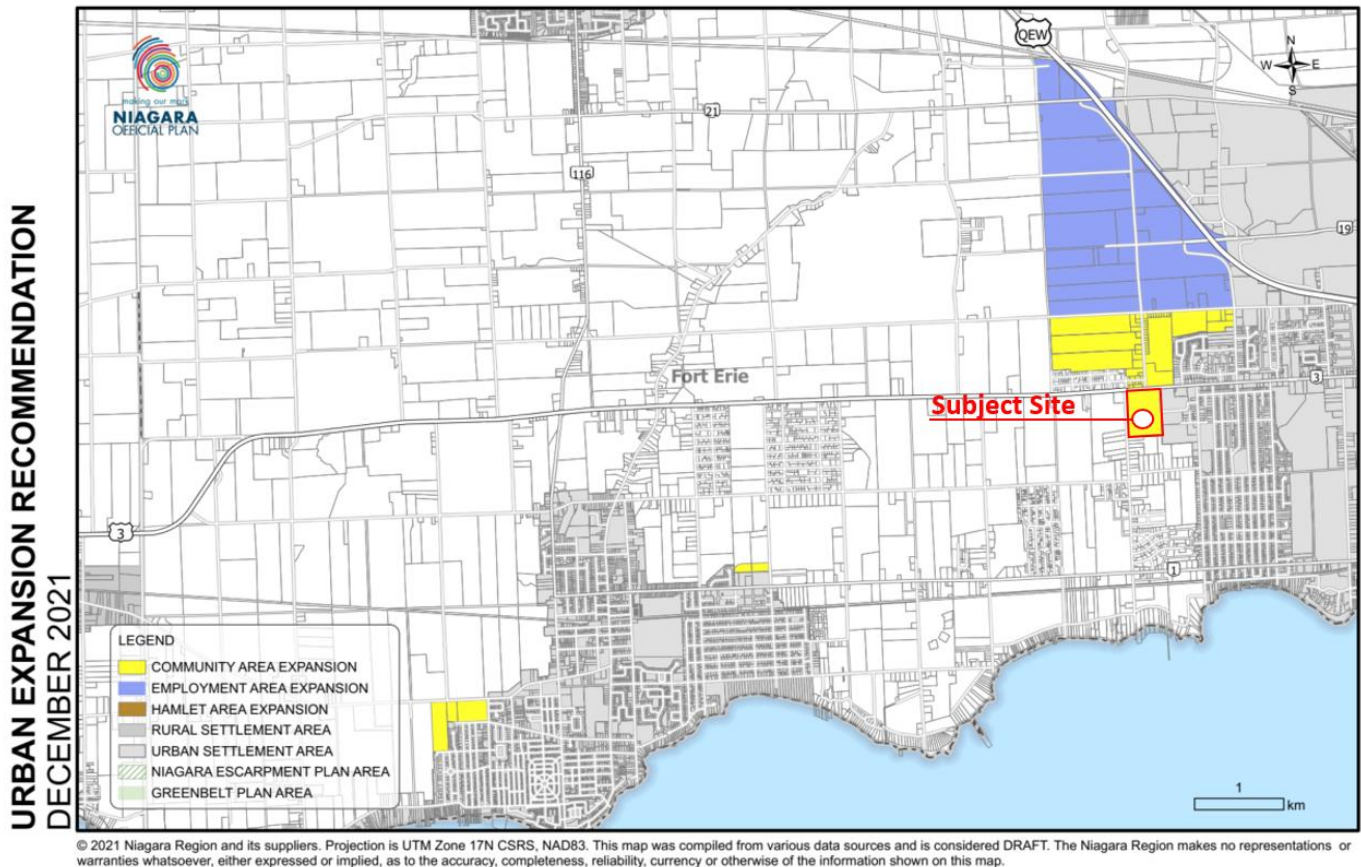 URBAN EXPANSION RECOMMENDATION
DECEMBER 2021
making our mark
NIAGARA
OFFICIAL PLAN
QEW
N
W E
S
21
116
19
Fort Erie
3
Subject Site
3
1
LEGEND
COMMUNITY AREA EXPANSION
EMPLOYMENT AREA EXPANSION
HAMLET AREA EXPANSION
RURAL SETTLEMENT AREA
URBAN SETTLEMENT AREA
NIAGARA ESCARPMENT PLAN AREA
GREENBELT PLAN AREA
1
km
© 2021 Niagara Region and its suppliers. Projection is UTM Zone 17N CSRS, NAD83. This map was compiled from various data sources and is considered DRAFT. The Niagara Region makes no representations or
warranties whatsoever, either expressed or implied, as to the accuracy, completeness, reliability, currency or otherwise of the information shown on this map.